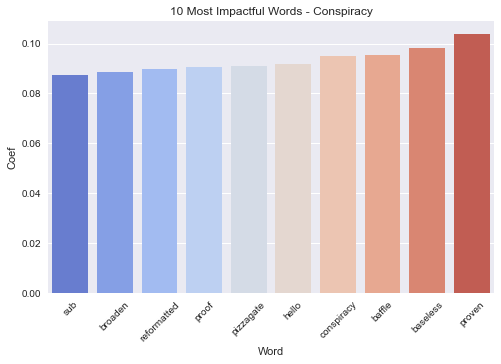 10 Most Impactful Words - Conspiracy
Coef
0.10
0.08
0.06
0.04
0.02
0.00
sub
broaden
reformatted
proof
pizzagate
hello
conspiracy
baffle
baseless
proven
Word